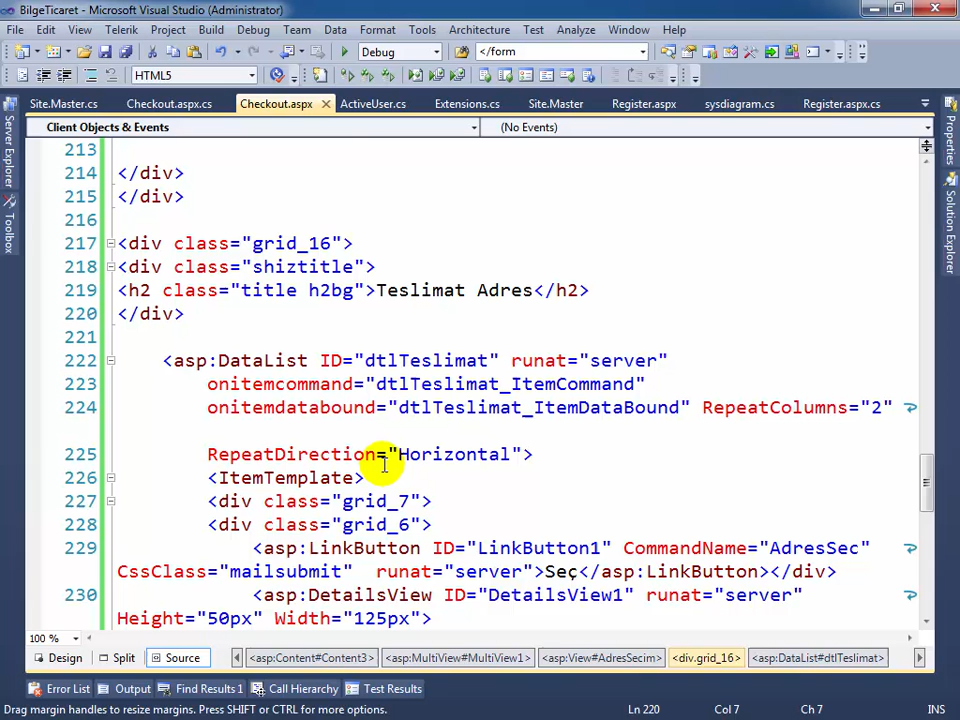 BilgeTicaret - Microsoft Visual Studio (Administrator)
File Edit View Telerik Project Build Debug Team Data Format Tools Architecture Test Analyze Window Help
Debug </form
HTML5
Site.Master.cs Checkout.aspx.cs Checkout.aspx ActiveUser.cs Extensions.cs Site.Master Register.aspx sysdiagram.cs Register.aspx.cs
Client Objects & Events (No Events)
213
214 </div>
215 </div>
216
217 <div class="grid_16">
218 <div class="shiztitle">
219 <h2 class="title h2bg">Teslimat Adres</h2>
220 </div>
221
222 <asp:DataList ID="dtlTeslimat" runat="server"
223 onitemcommand="dtlTeslimat_ItemCommand"
224 onitemdatabound="dtlTeslimat_ItemDataBound" RepeatColumns="2"
225 RepeatDirection="Horizontal">
226 <ItemTemplate>
227 <div class="grid_7">
228 <div class="grid_6">
229 <asp:LinkButton ID="LinkButton1" CommandName="AdresSec"
CssClass="mailsubmit" runat="server">Seç</asp:LinkButton></div>
230 <asp:DetailsView ID="DetailsView1" runat="server"
Height="50px" Width="125px">
100 %
Design Split Source <asp:Content#Content3> <asp:MultiView#MultiView1> <asp:View#AdresSecim> <div.grid_16> <asp:DataList#dtlTeslimat>
Error List Output Find Results 1 Call Hierarchy Test Results
Drag margin handles to resize margins. Press SHIFT or CTRL for more options. Ln 220 Col 7 Ch 7 INS
Server Explorer
Toolbox
Properties
Solution Explorer